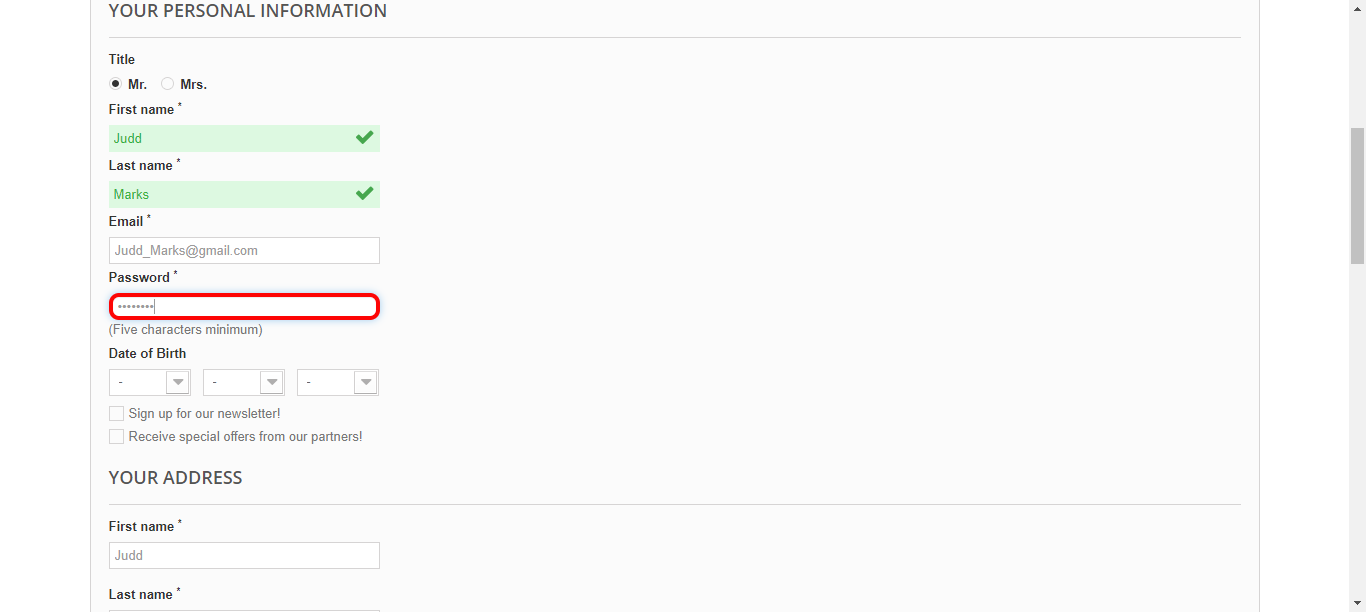 YOUR PERSONAL INFORMATION
Title
Mr. Mrs.
First name *
Judd
Last name *
Marks
Email *
Judd_Marks@gmail.com
Password *
••••••••
(Five characters minimum)
Date of Birth
- - -
Sign up for our newsletter!
Receive special offers from our partners!
YOUR ADDRESS
First name *
Judd
Last name *